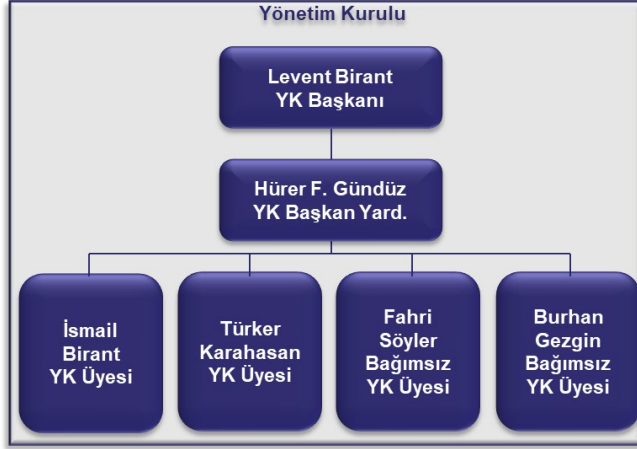 Yönetim Kurulu
Levent Birant
YK Başkanı
Hürer F. Gündüz
YK Başkan Yard.
İsmail
Birant
YK Üyesi
Türker
Karahasan
YK Üyesi
Fahri
Söyler
Bağımsız
YK Üyesi
Burhan
Gezgin
Bağımsız
YK Üyesi